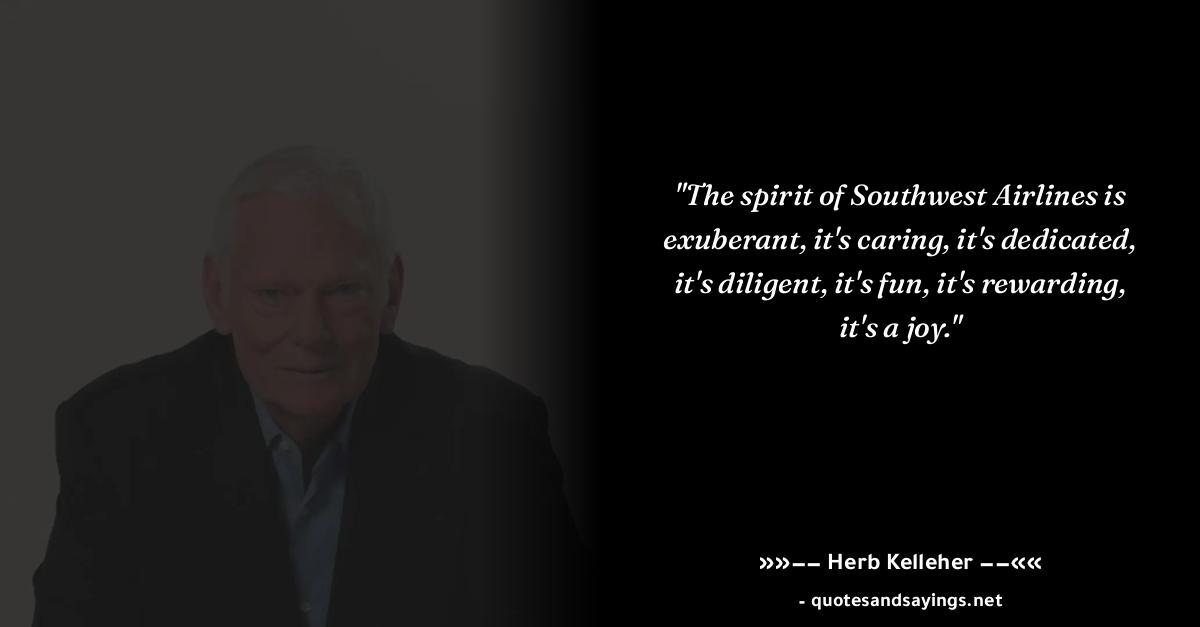 "The spirit of Southwest Airlines is
exuberant, it's caring, it's dedicated,
it's diligent, it's fun, it's rewarding,
it's a joy."
»»–– Herb Kelleher ––««
- quotesandsayings.net